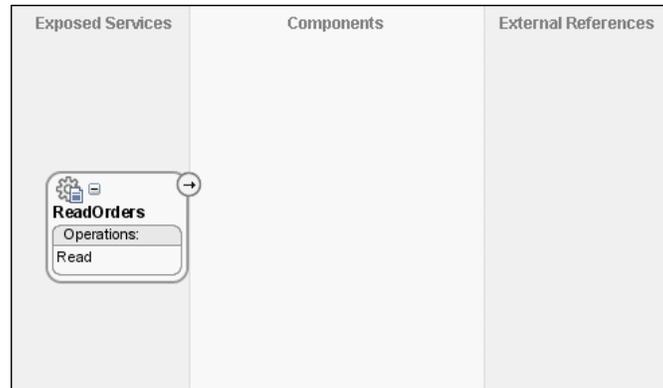 Exposed Services
Components
External References
ReadOrders
Operations:
Read